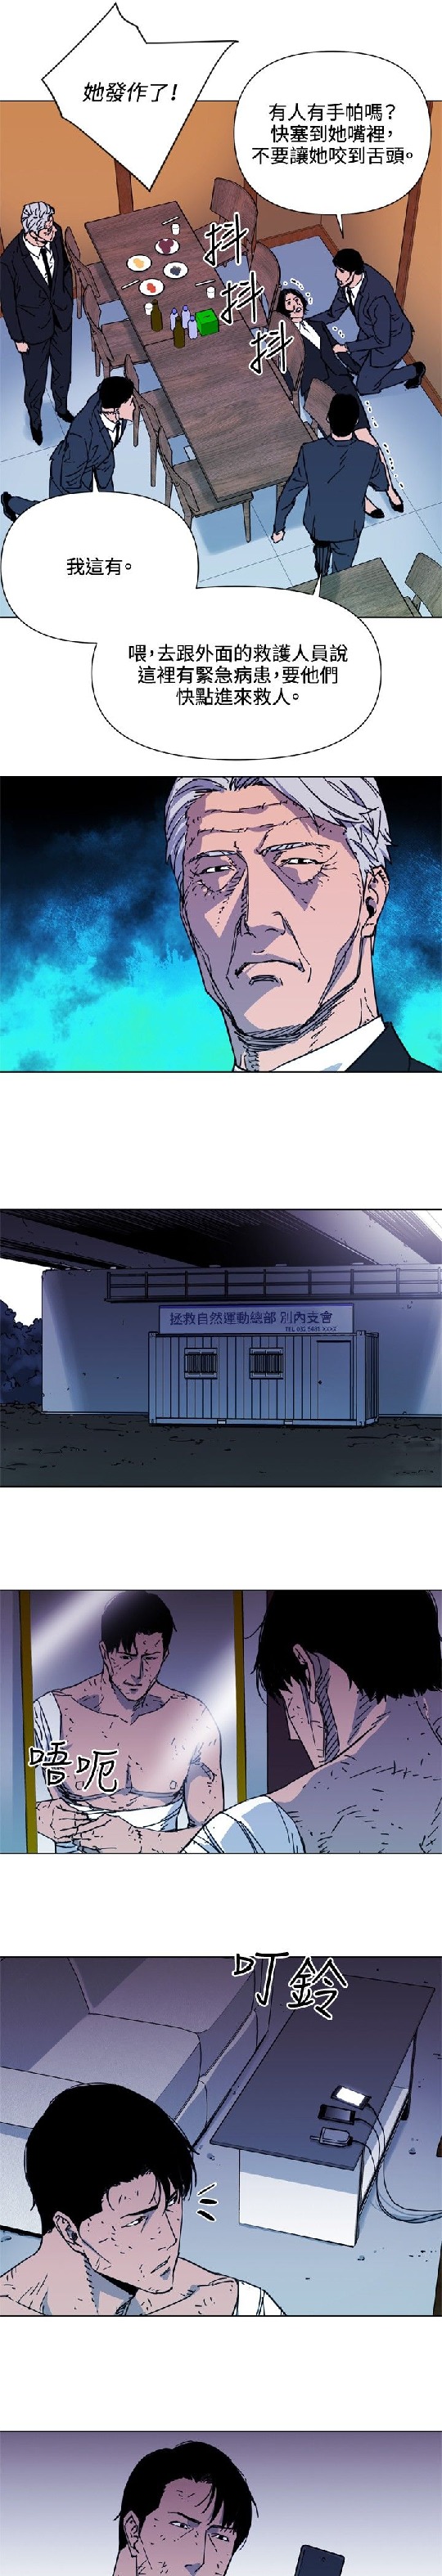 她發作了!
有人有手帕嗎?
快塞到她嘴裡,
不要讓她咬到舌頭。
抖
抖
抖
我這有。
喂,去跟外面的救護人員說
這裡有緊急病患,要他們
快點進來救人。
拯救自然運動總部 別內支會
唔呃
叮鈴